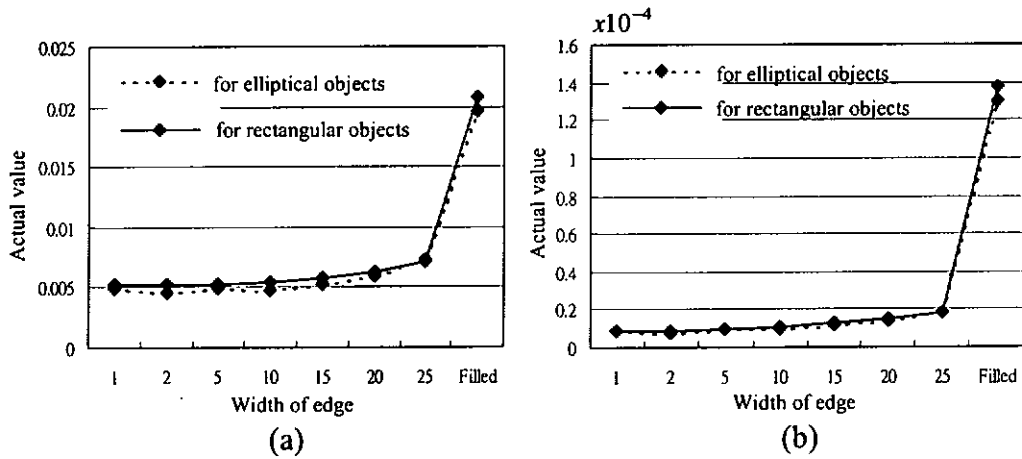 0.025
0.02
0.015
0.01
0.005
0
Actual value
for elliptical objects
for rectangular objects
1 2 5 10 15 20 25 Filled
Width of edge
(a)
x10⁻⁴
1.6
1.4
1.2
1
0.8
0.6
0.4
0.2
0
Actual value
for elliptical objects
for rectangular objects
1 2 5 10 15 20 25 Filled
Width of edge
(b)